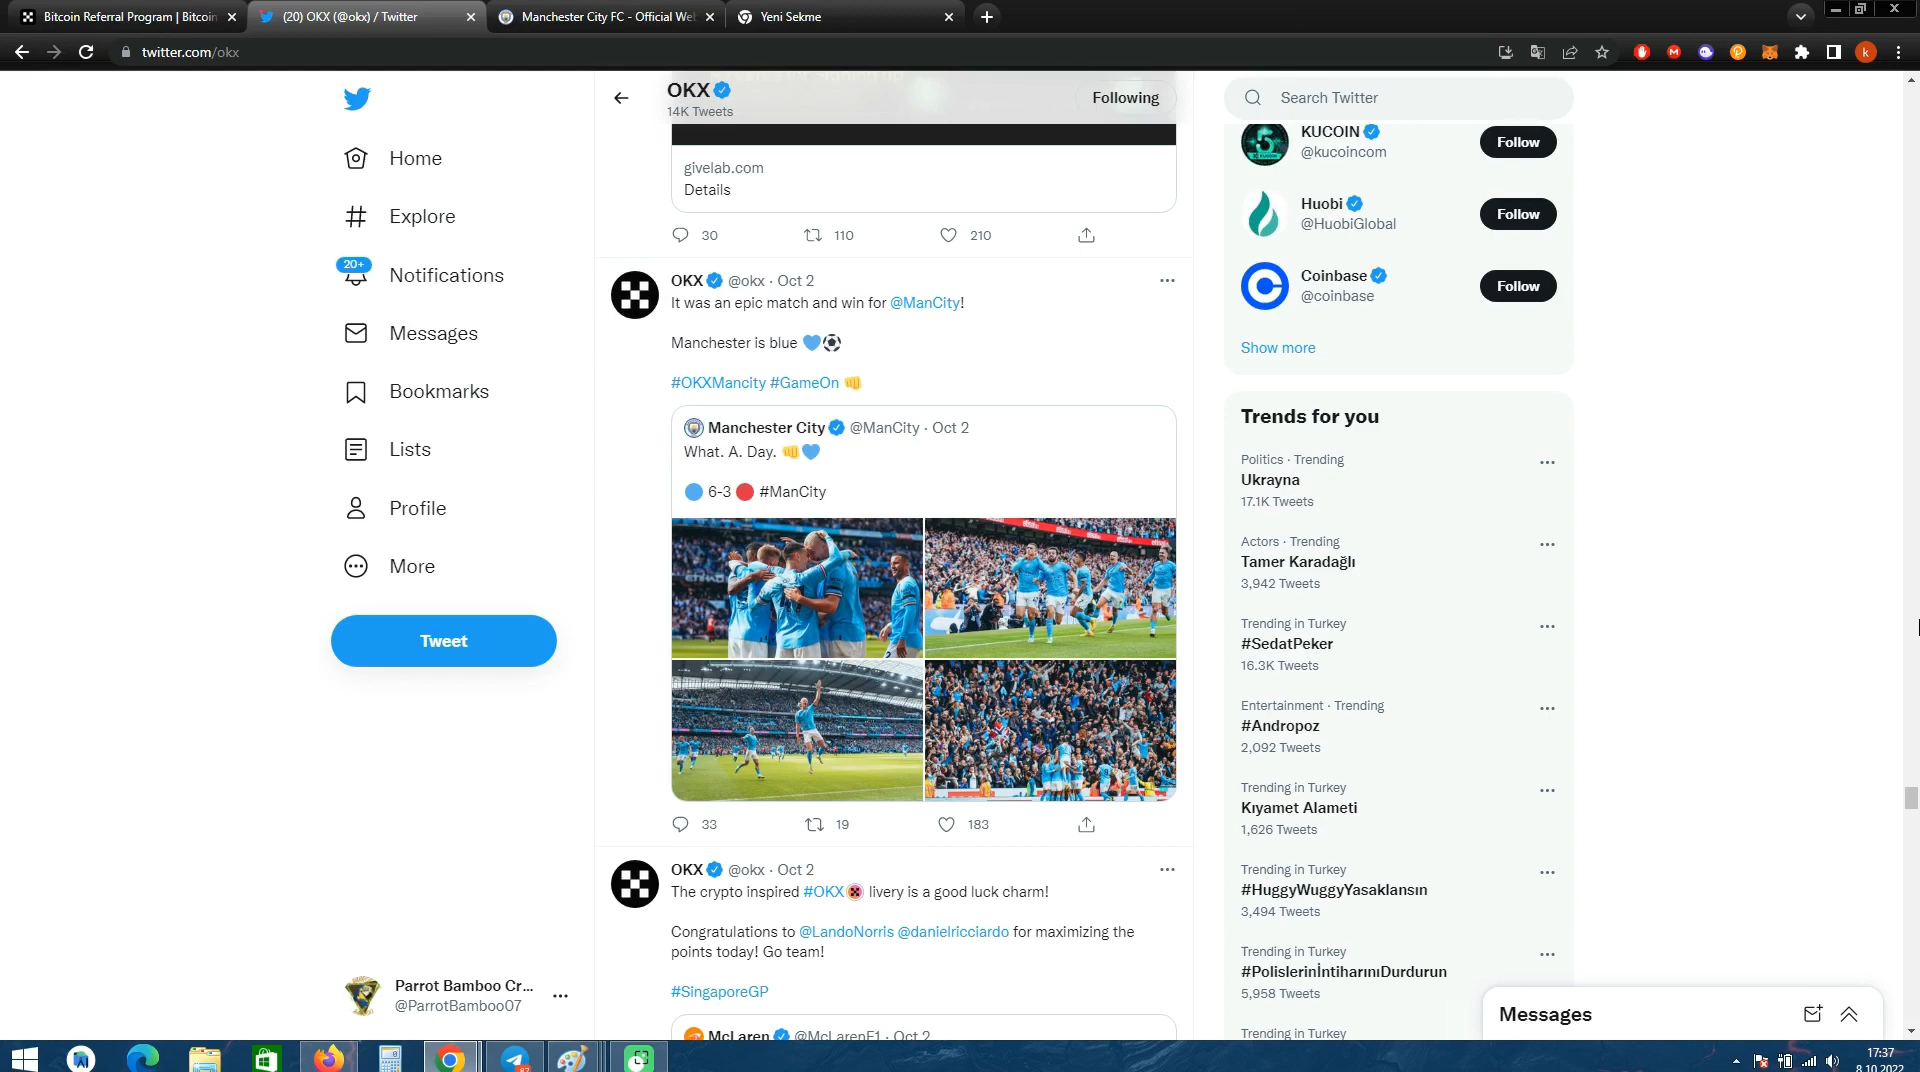 Bitcoin Referral Program | Bitcoin
(20) OKX (@okx) / Twitter
Manchester City FC - Official Web
Yeni Sekme
twitter.com/okx
k
Home
Explore
20+
Notifications
Messages
Bookmarks
Lists
Profile
More
Tweet
Parrot Bamboo Cr...
@ParrotBamboo07
OKX
14K Tweets
Following
givelab.com
Details
30 110 210
OKX @okx · Oct 2
It was an epic match and win for @ManCity!
Manchester is blue 💙⚽
#OKXMancity #GameOn 👊
Manchester City @ManCity · Oct 2
What. A. Day. 👊💙
🔵 6-3 🔴 #ManCity
33 19 183
OKX @okx · Oct 2
The crypto inspired #OKX livery is a good luck charm!
Congratulations to @LandoNorris @danielricciardo for maximizing the
points today! Go team!
#SingaporeGP
McLaren @McLarenF1 · Oct 2
Search Twitter
KUCOIN
@kucoincom
Follow
Huobi
@HuobiGlobal
Follow
Coinbase
@coinbase
Follow
Show more
Trends for you
Politics · Trending
Ukrayna
17.1K Tweets
Actors · Trending
Tamer Karadağlı
3,942 Tweets
Trending in Turkey
#SedatPeker
16.3K Tweets
Entertainment · Trending
#Andropoz
2,092 Tweets
Trending in Turkey
Kıyamet Alameti
1,626 Tweets
Trending in Turkey
#HuggyWuggyYasaklansın
3,494 Tweets
Trending in Turkey
#PolislerinİntiharınıDurdurun
5,958 Tweets
Trending in Turkey
Messages
17:37
8.10.2022